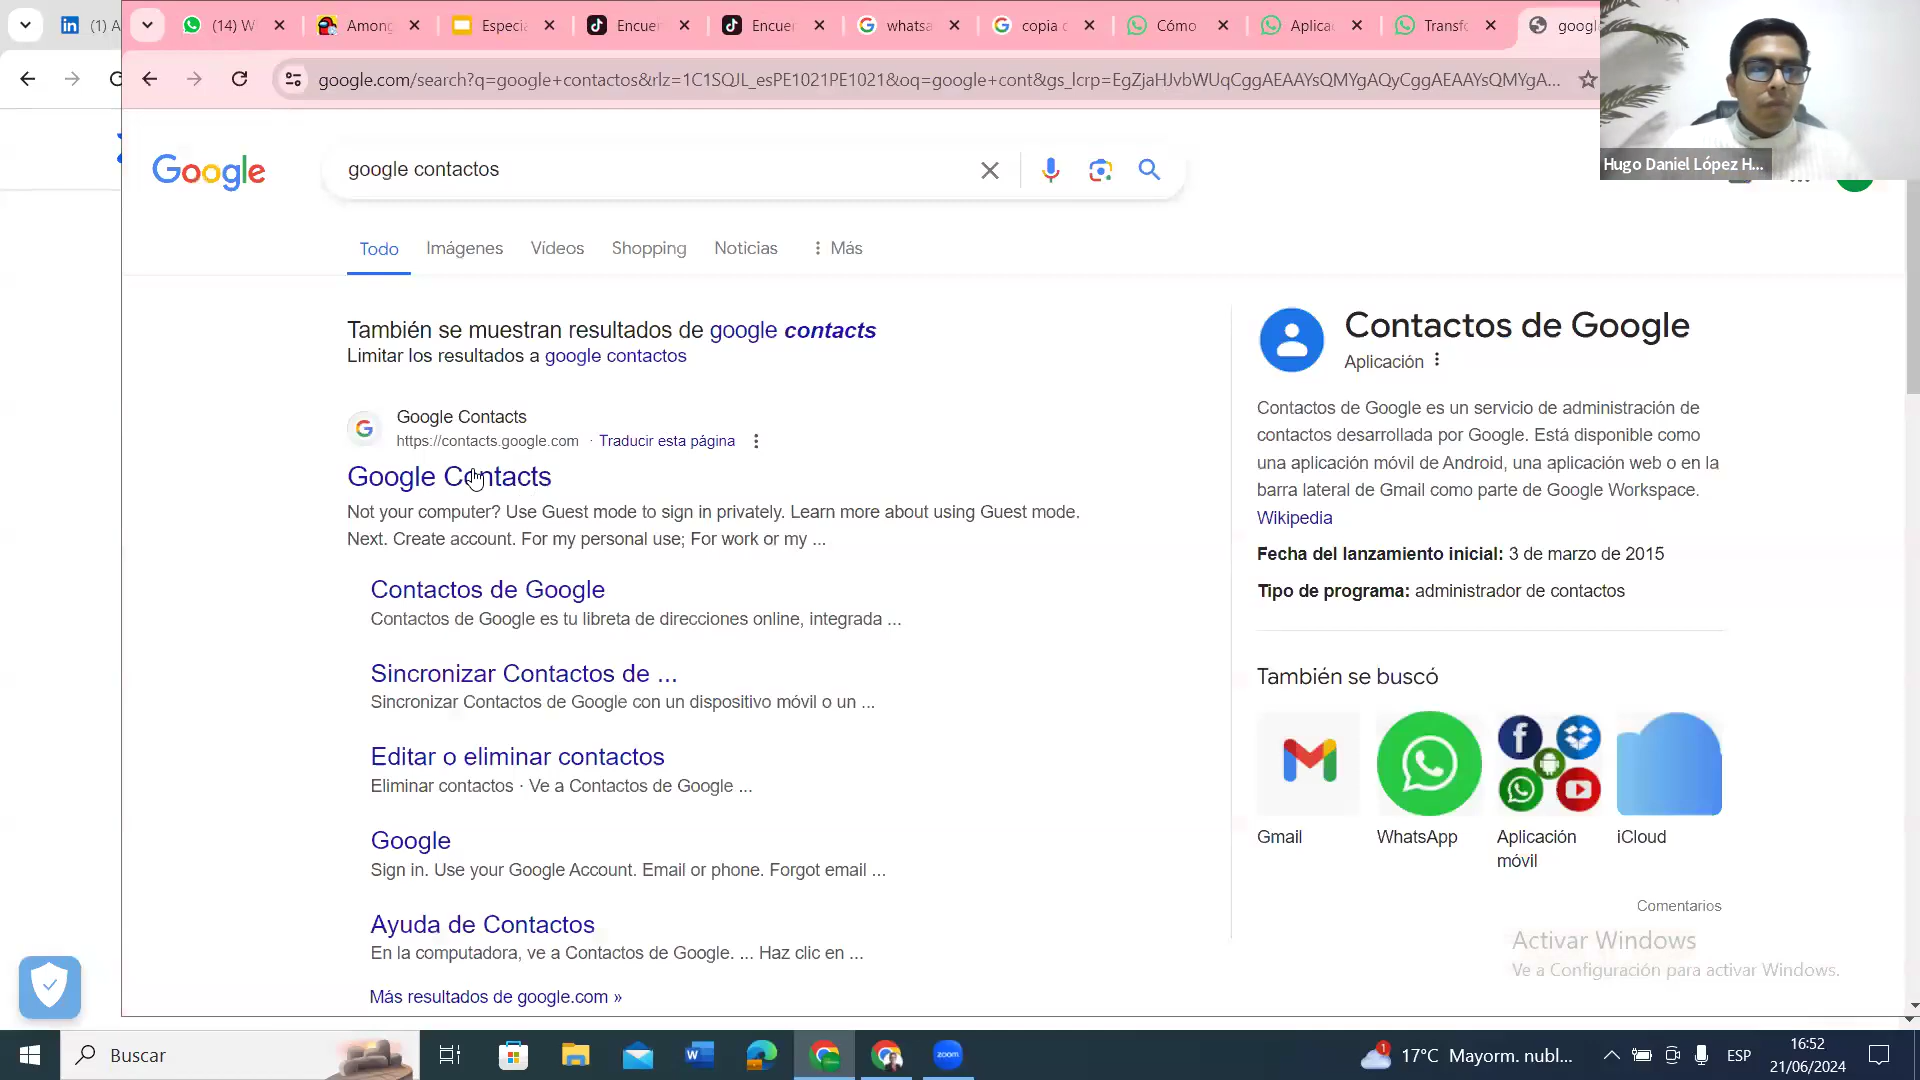 (1) A
(14) W
Among
Especia
Encuen
Encuen
whatsa
copia d
Cómo
Aplicac
Transfe
google
google.com/search?q=google+contactos&rlz=1C1SQJL_esPE1021PE1021&oq=google+cont&gs_lcrp=EgZjaHJvbWUqCggAEAAYsQMYgAQyCggAEAAYsQMYgA...
Hugo Daniel López H...
Google
google contactos
Todo
Imágenes
Vídeos
Shopping
Noticias
Más
También se muestran resultados de google contacts
Limitar los resultados a google contactos
Google Contacts
https://contacts.google.com · Traducir esta página
Google Contacts
Not your computer? Use Guest mode to sign in privately. Learn more about using Guest mode.
Next. Create account. For my personal use; For work or my ...
Contactos de Google
Contactos de Google es tu libreta de direcciones online, integrada ...
Sincronizar Contactos de ...
Sincronizar Contactos de Google con un dispositivo móvil o un ...
Editar o eliminar contactos
Eliminar contactos · Ve a Contactos de Google ...
Google
Sign in. Use your Google Account. Email or phone. Forgot email ...
Ayuda de Contactos
En la computadora, ve a Contactos de Google. ... Haz clic en ...
Más resultados de google.com »
Contactos de Google
Aplicación
Contactos de Google es un servicio de administración de
contactos desarrollada por Google. Está disponible como
una aplicación móvil de Android, una aplicación web o en la
barra lateral de Gmail como parte de Google Workspace.
Wikipedia
Fecha del lanzamiento inicial: 3 de marzo de 2015
Tipo de programa: administrador de contactos
También se buscó
Gmail
WhatsApp
Aplicación
móvil
iCloud
Comentarios
Activar Windows
Ve a Configuración para activar Windows.
Buscar
zoom
1
17°C Mayorm. nubl...
ESP
16:52
21/06/2024